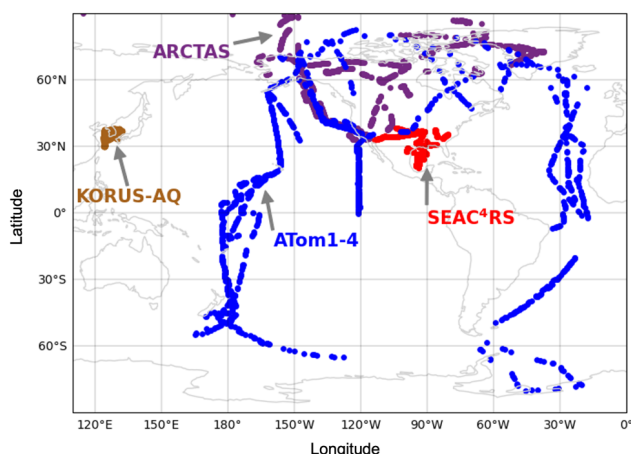 ARCTAS
60°N
30°N
KORUS-AQ
SEAC⁴RS
0°
ATom1-4
Latitude
30°S
60°S
120°E 150°E 180° 150°W 120°W 90°W 60°W 30°W 0°
Longitude